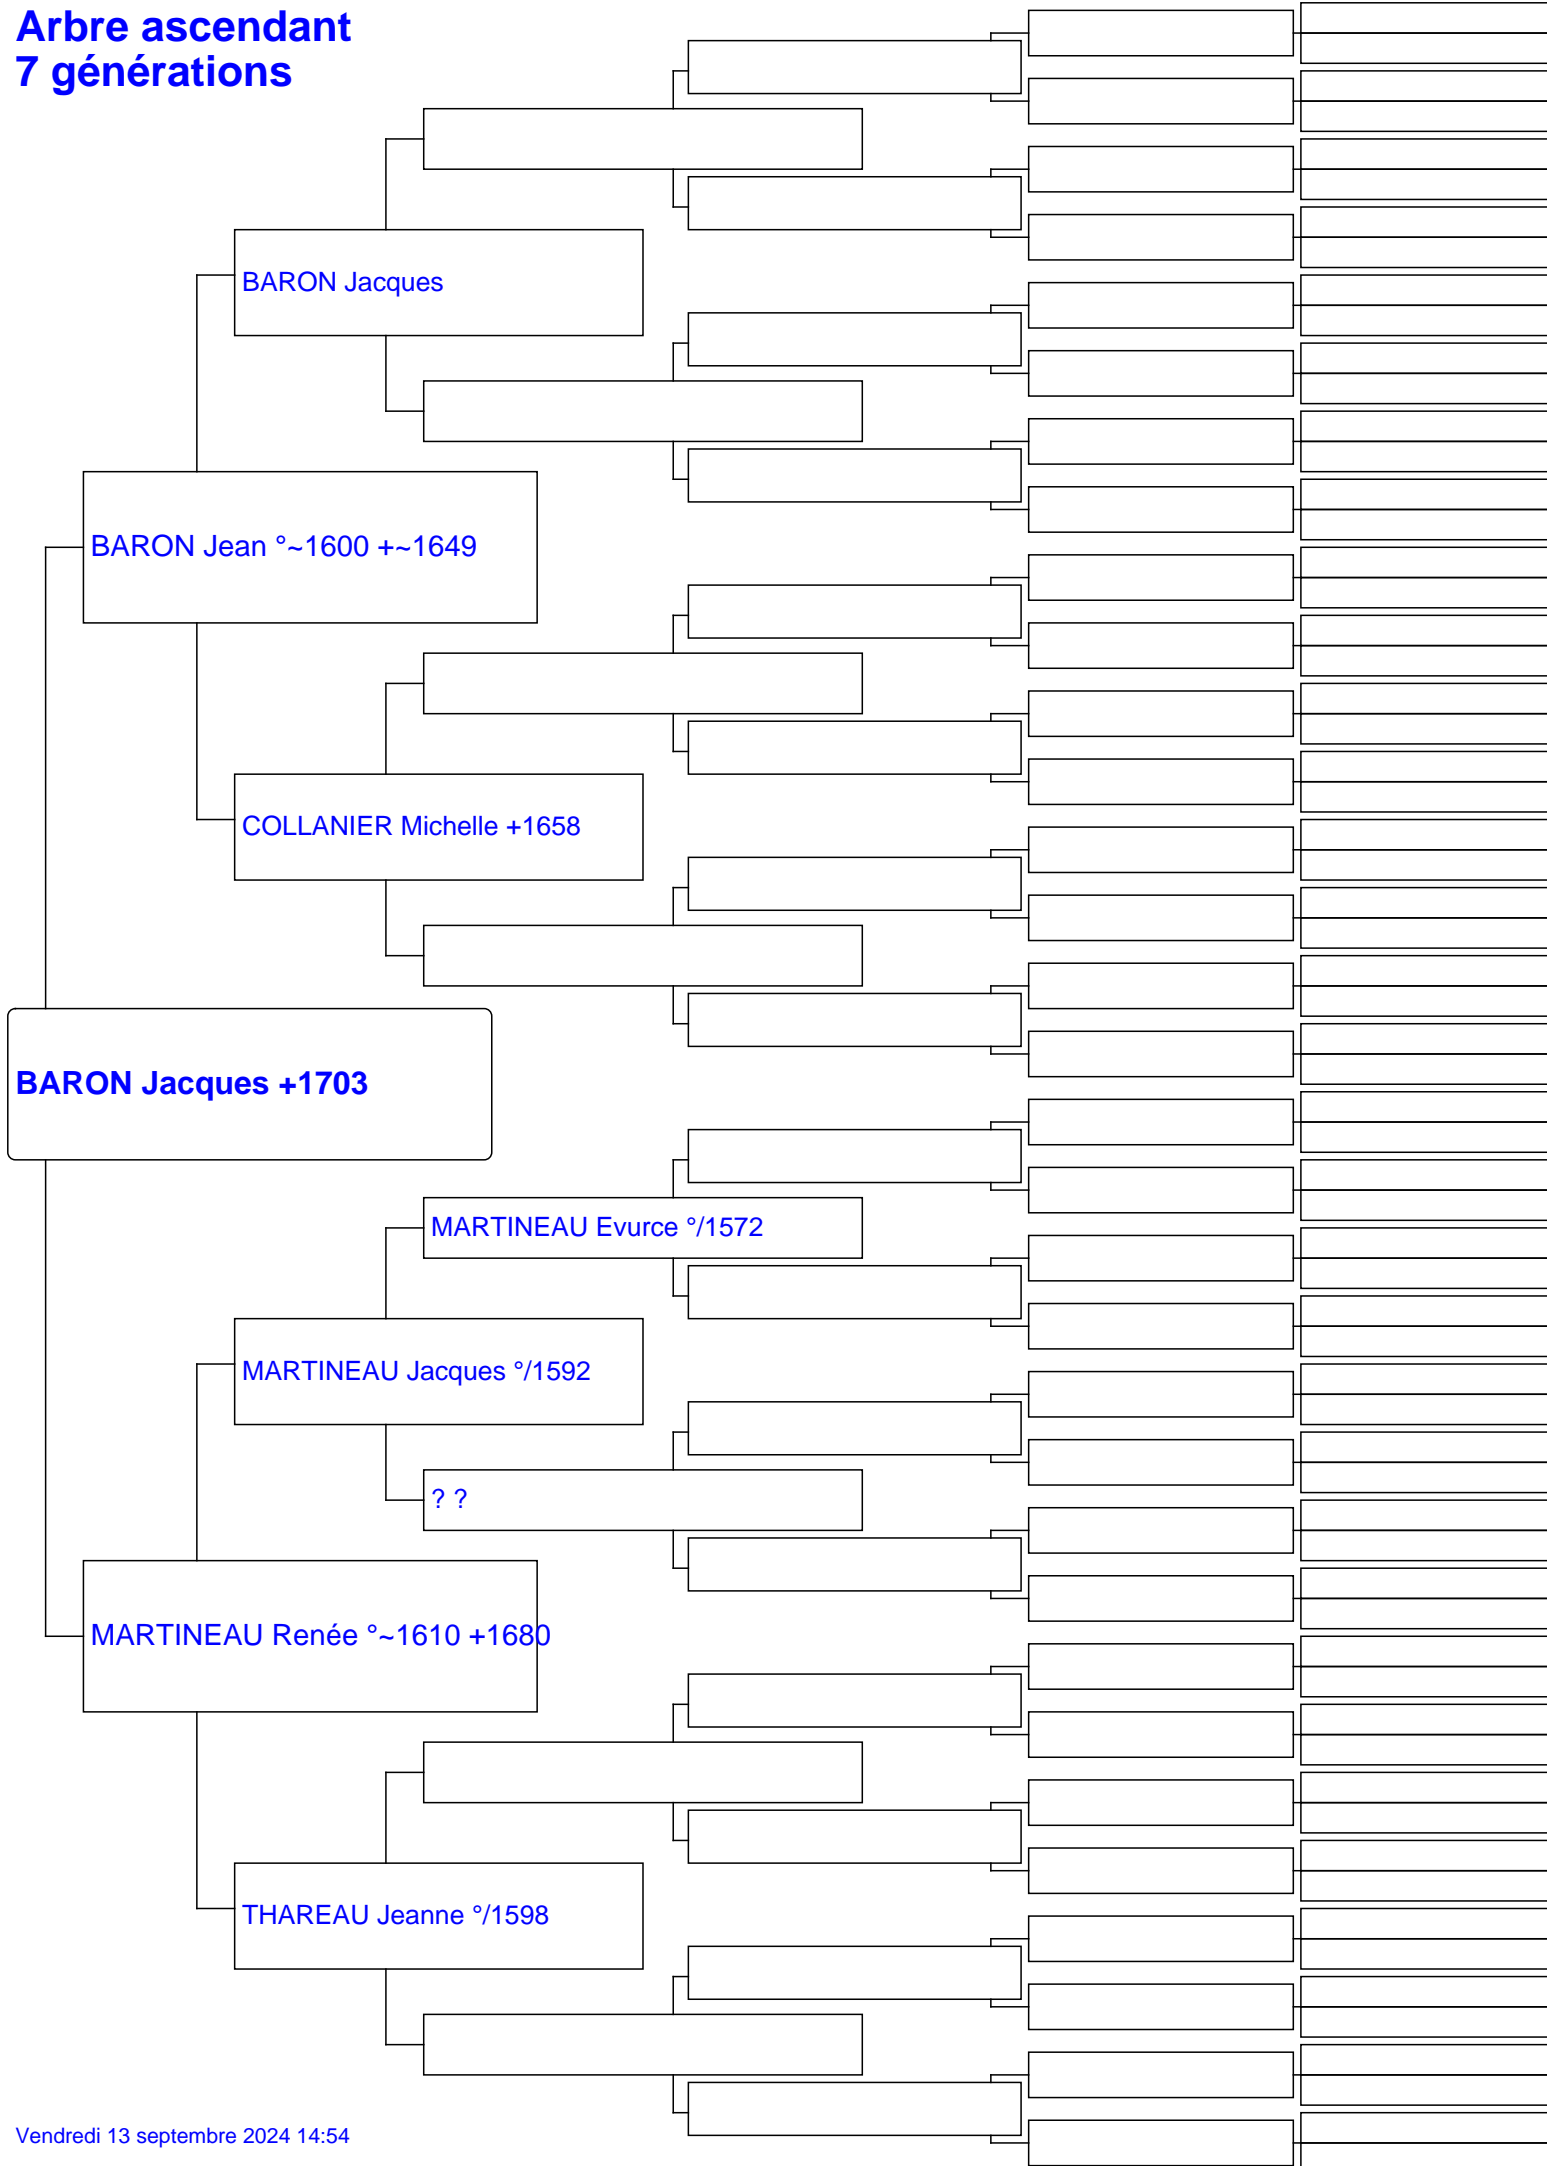 Arbre ascendant
7 générations
BARON Jacques
BARON Jean °~1600 +~1649
COLLANIER Michelle +1658
BARON Jacques +1703
MARTINEAU Evurce °/1572
MARTINEAU Jacques °/1592
? ?
MARTINEAU Renée °~1610 +1680
THAREAU Jeanne °/1598
Vendredi 13 septembre 2024 14:54